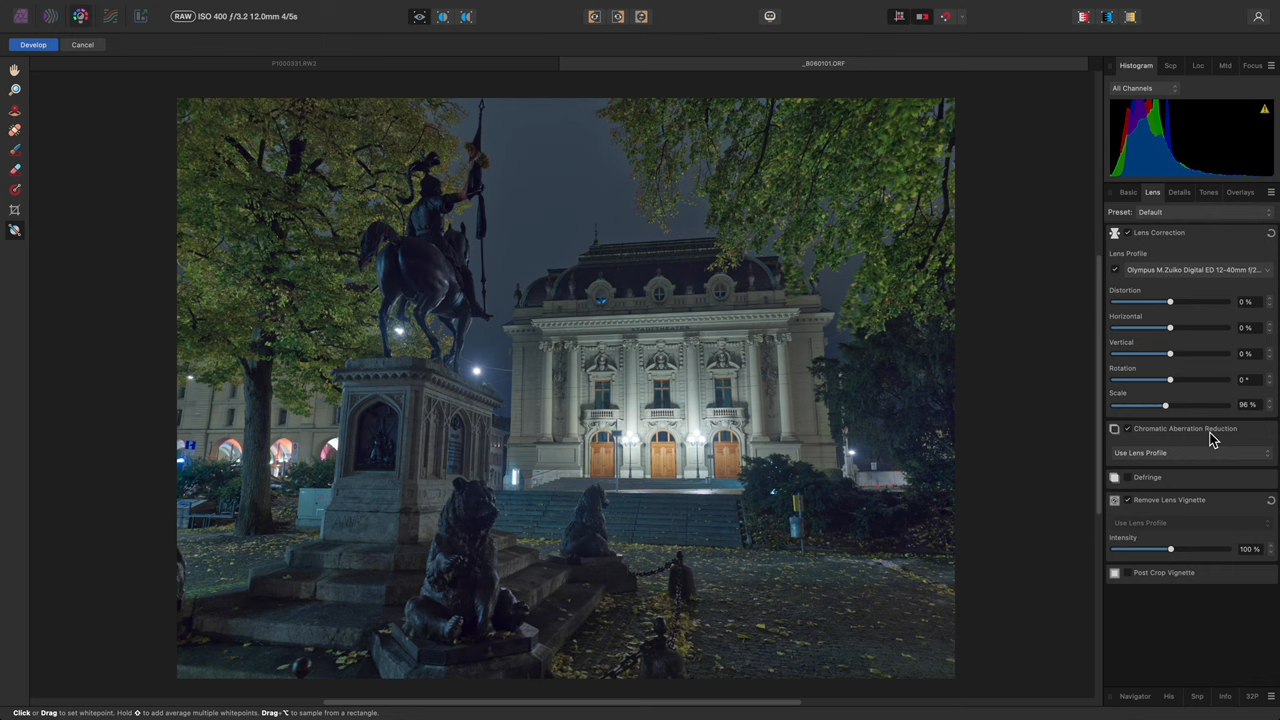 RAW ISO 400 ƒ/3.2 12.0mm 4/5s
Develop Cancel
P1000331.RW2 _B060101.ORF
Histogram Scp Loc Mtd Focus
All Channels
Basic Lens Details Tones Overlays
Preset: Default
Lens Correction
Lens Profile
Olympus M.Zuiko Digital ED 12-40mm f/2...
Distortion
0 %
Horizontal
0 %
Vertical
0 %
Rotation
0 °
Scale
96 %
Chromatic Aberration Reduction
Use Lens Profile
Defringe
Remove Lens Vignette
Use Lens Profile
Intensity
100 %
Post Crop Vignette
STADTTHEATER
Navigator His Snp Info 32P
Click or Drag to set whitepoint. Hold ⇧ to add average multiple whitepoints. Drag+⌥ to sample from a rectangle.